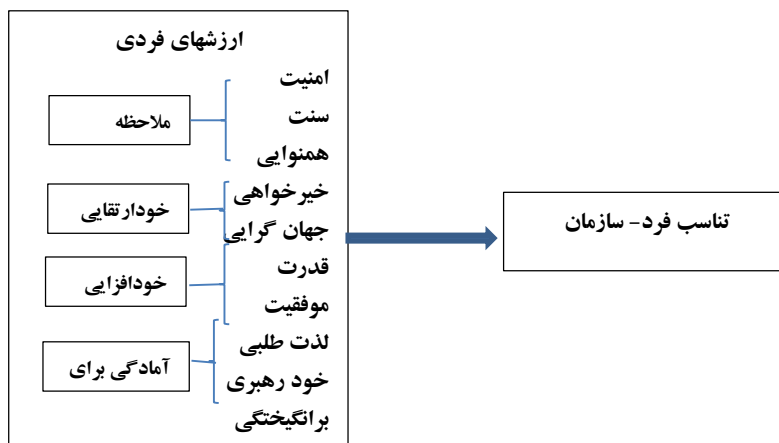 ارزشهای فردی
امنیت
سنت
همنوایی
ملاحظه
خیرخواهی
جهان گرایی
خودارتقایی
قدرت
موفقیت
خودافزایی
لذت طلبی
خود رهبری
برانگیختگی
آمادگی برای
تناسب فرد- سازمان